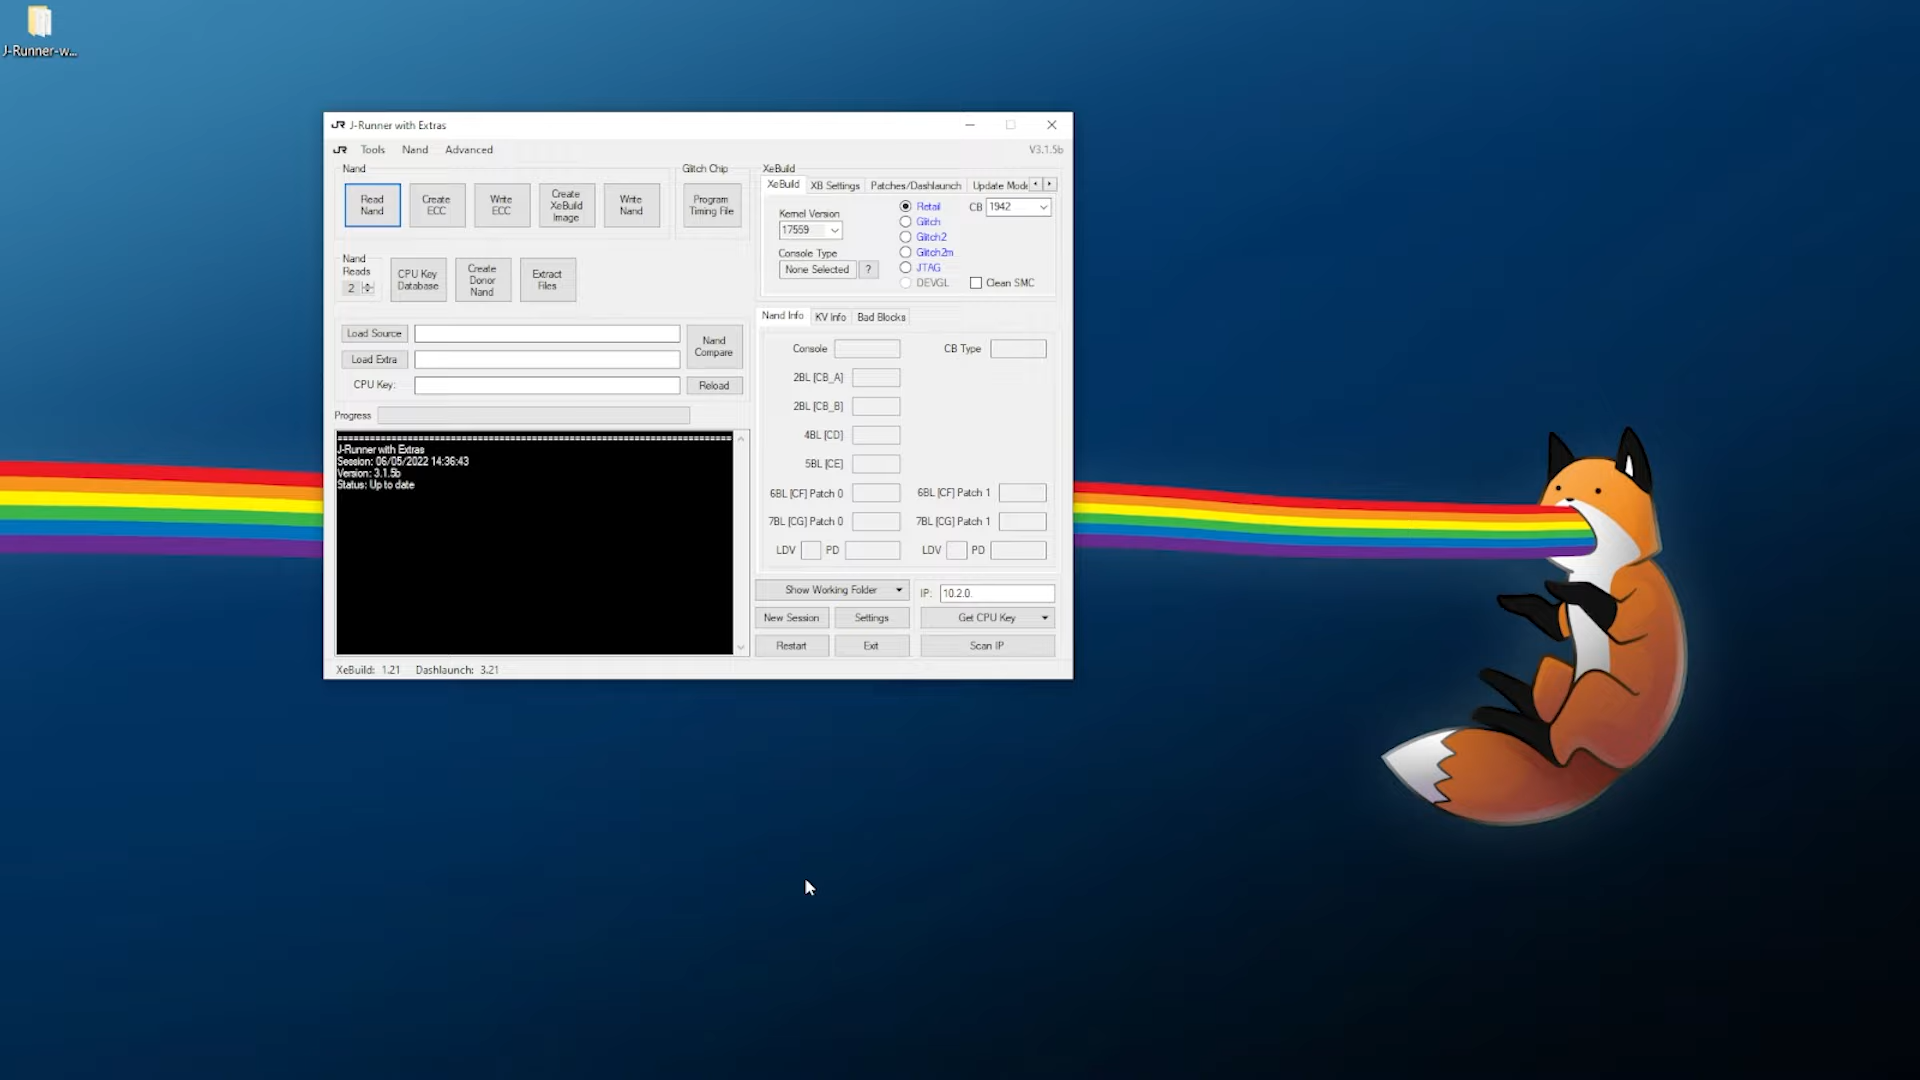 J-Runner-w...
JR J-Runner with Extras
JR Tools Nand Advanced V3.1.5b
Nand
Read Nand
Create ECC
Write ECC
Create XeBuild Image
Write Nand
Glitch Chip
Program Timing File
Nand Reads
2
CPU Key Database
Create Donor Nand
Extract Files
Load Source
Load Extra
CPU Key:
Nand Compare
Reload
Progress
J-Runner with Extras
Session: 06/05/2022 14:36:43
Version: 3.1.5b
Status: Up to date
XeBuild
XeBuild XB Settings Patches/Dashlaunch Update Mode
Kernel Version
17559
Console Type
None Selected ?
Retail
Glitch
Glitch2
Glitch2m
JTAG
DEVGL
CB 1942
Clean SMC
Nand Info KV Info Bad Blocks
Console CB Type
2BL [CB_A]
2BL [CB_B]
4BL [CD]
5BL [CE]
6BL [CF] Patch 0 6BL [CF] Patch 1
7BL [CG] Patch 0 7BL [CG] Patch 1
LDV PD LDV PD
Show Working Folder IP: 10.2.0.
New Session Settings Get CPU Key
Restart Exit Scan IP
XeBuild: 1.21 Dashlaunch: 3.21